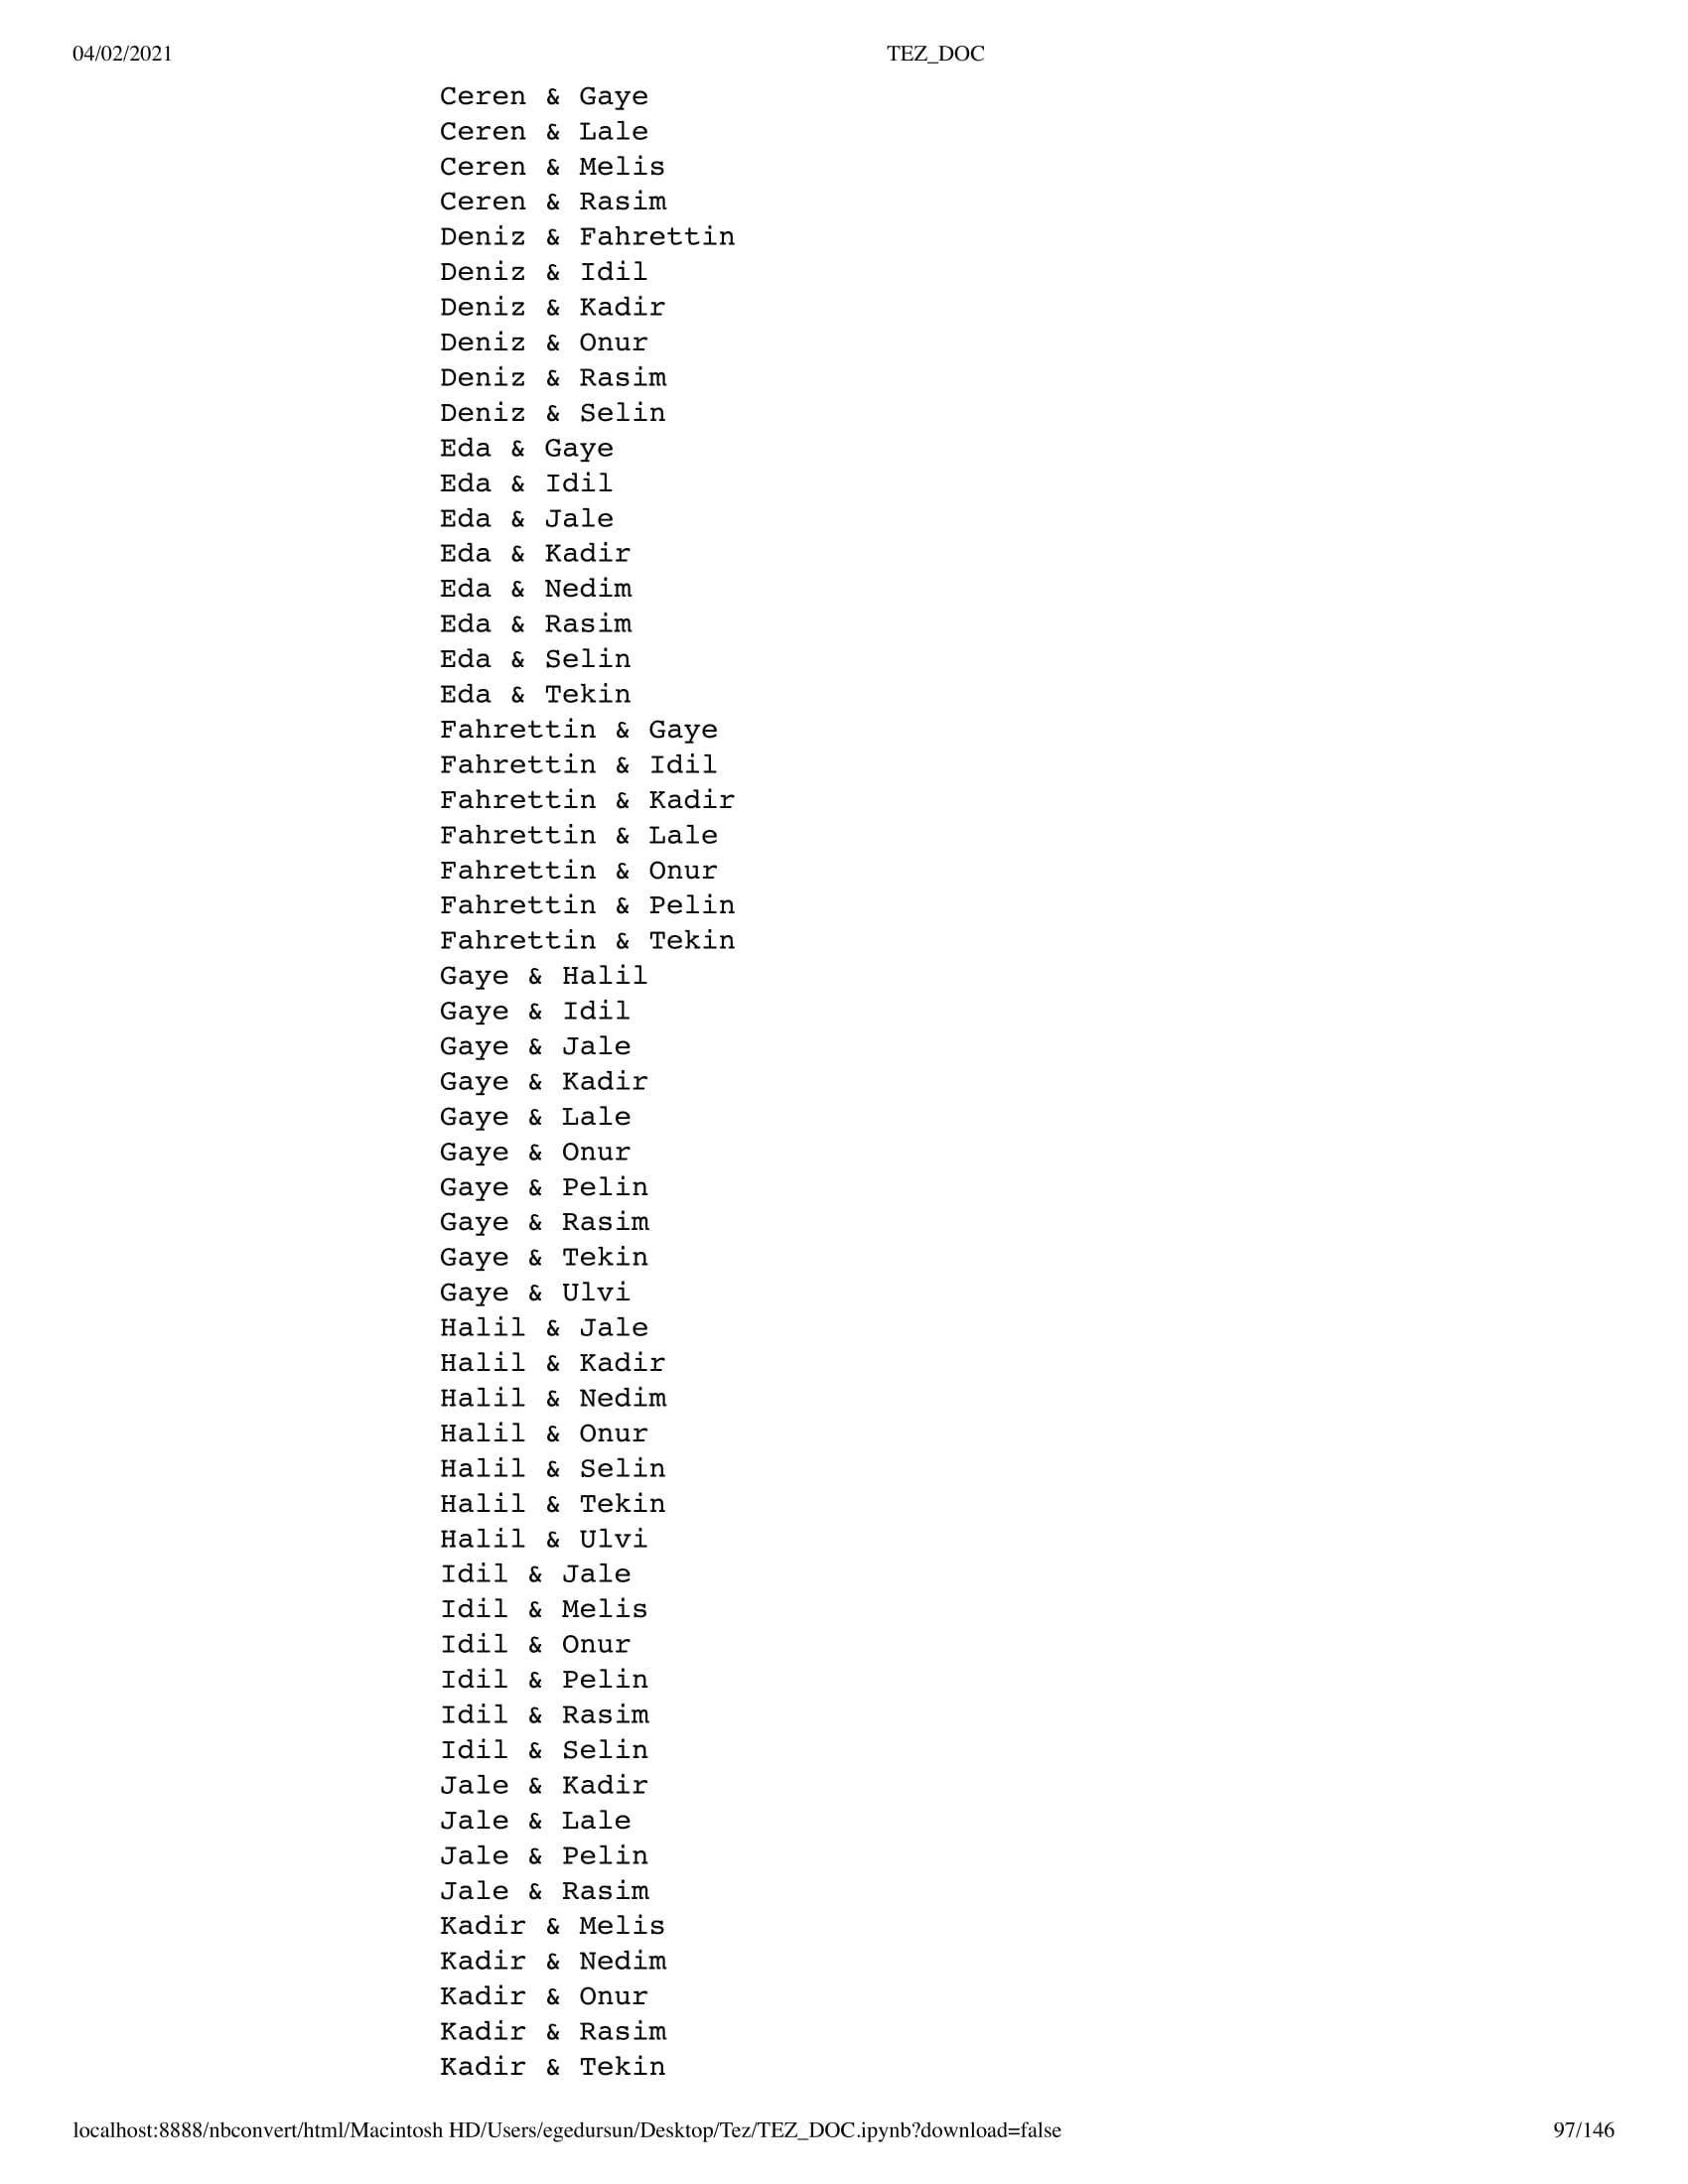 04/02/2021 TEZ_DOC
Ceren & Gaye
Ceren & Lale
Ceren & Melis
Ceren & Rasim
Deniz & Fahrettin
Deniz & Idil
Deniz & Kadir
Deniz & Onur
Deniz & Rasim
Deniz & Selin
Eda & Gaye
Eda & Idil
Eda & Jale
Eda & Kadir
Eda & Nedim
Eda & Rasim
Eda & Selin
Eda & Tekin
Fahrettin & Gaye
Fahrettin & Idil
Fahrettin & Kadir
Fahrettin & Lale
Fahrettin & Onur
Fahrettin & Pelin
Fahrettin & Tekin
Gaye & Halil
Gaye & Idil
Gaye & Jale
Gaye & Kadir
Gaye & Lale
Gaye & Onur
Gaye & Pelin
Gaye & Rasim
Gaye & Tekin
Gaye & Ulvi
Halil & Jale
Halil & Kadir
Halil & Nedim
Halil & Onur
Halil & Selin
Halil & Tekin
Halil & Ulvi
Idil & Jale
Idil & Melis
Idil & Onur
Idil & Pelin
Idil & Rasim
Idil & Selin
Jale & Kadir
Jale & Lale
Jale & Pelin
Jale & Rasim
Kadir & Melis
Kadir & Nedim
Kadir & Onur
Kadir & Rasim
Kadir & Tekin
localhost:8888/nbconvert/html/Macintosh HD/Users/egedursun/Desktop/Tez/TEZ_DOC.ipynb?download=false 97/146